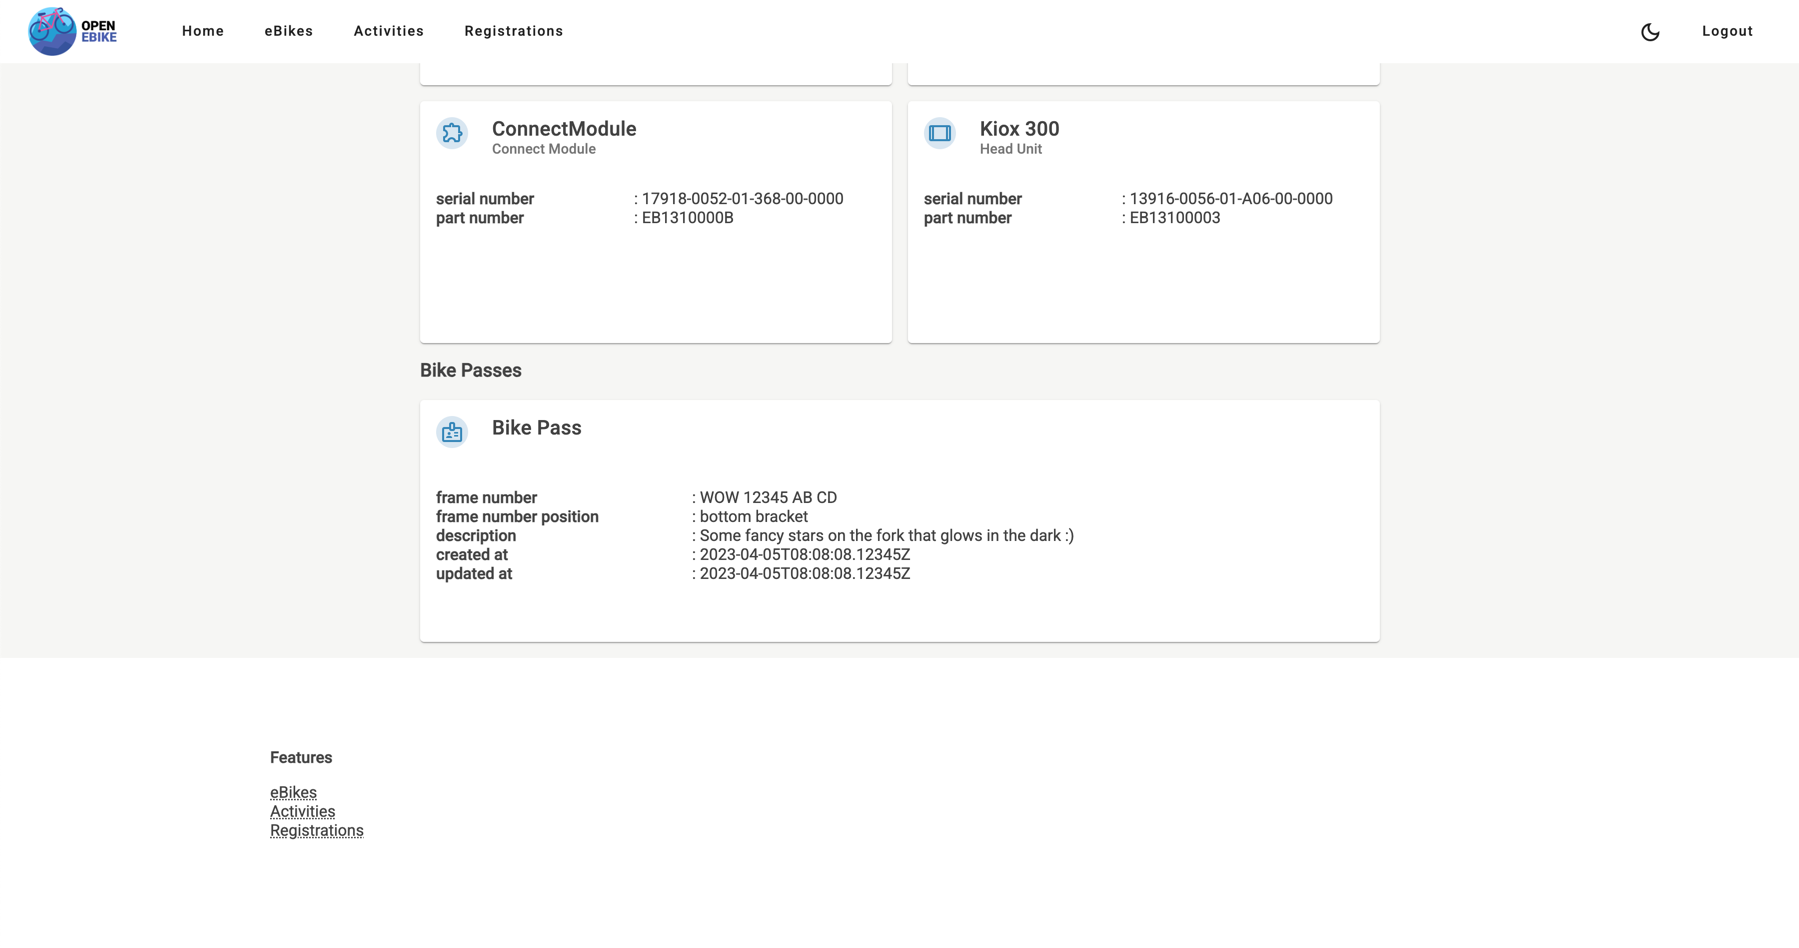 OPEN
EBIKE
Home
eBikes
Activities
Registrations
Logout
ConnectModule
Connect Module
serial number : 17918-0052-01-368-00-0000
part number : EB1310000B
Kiox 300
Head Unit
serial number : 13916-0056-01-A06-00-0000
part number : EB13100003
Bike Passes
Bike Pass
frame number : WOW 12345 AB CD
frame number position : bottom bracket
description : Some fancy stars on the fork that glows in the dark :)
created at : 2023-04-05T08:08:08.12345Z
updated at : 2023-04-05T08:08:08.12345Z
Features
eBikes
Activities
Registrations